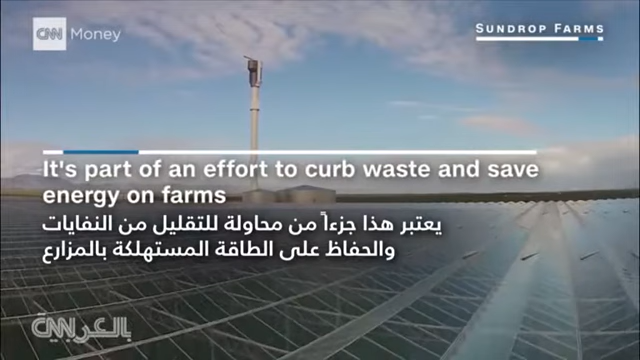 CNN Money
SUNDROP FARMS
It's part of an effort to curb waste and save
energy on farms
يعتبر هذا جزءاً من محاولة للتقليل من النفايات
والحفاظ على الطاقة المستهلكة بالمزارع
CNN بالعربية